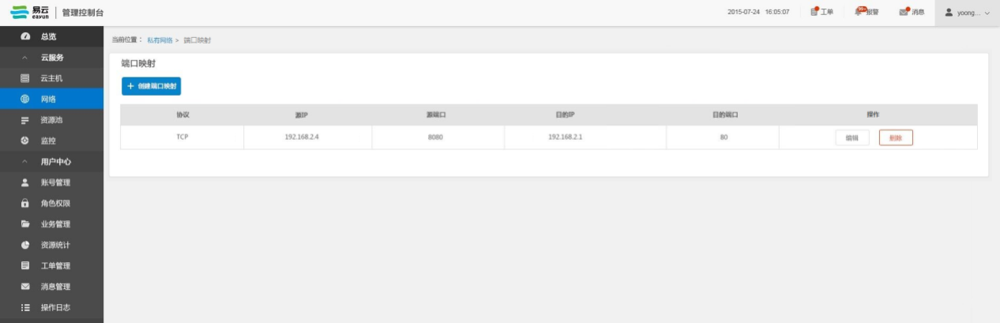 易云 eayun 管理控制台 2015-07-24 16:05:07 工单 99+ 报警 消息 yoong...
总览
当前位置： 私有网络 > 端口映射
云服务
端口映射
云主机
+ 创建端口映射
网络
协议 源IP 源端口 目的IP 目的端口 操作
资源池
TCP 192.168.2.4 8080 192.168.2.1 80 编辑 删除
监控
用户中心
账号管理
角色权限
业务管理
资源统计
工单管理
消息管理
操作日志